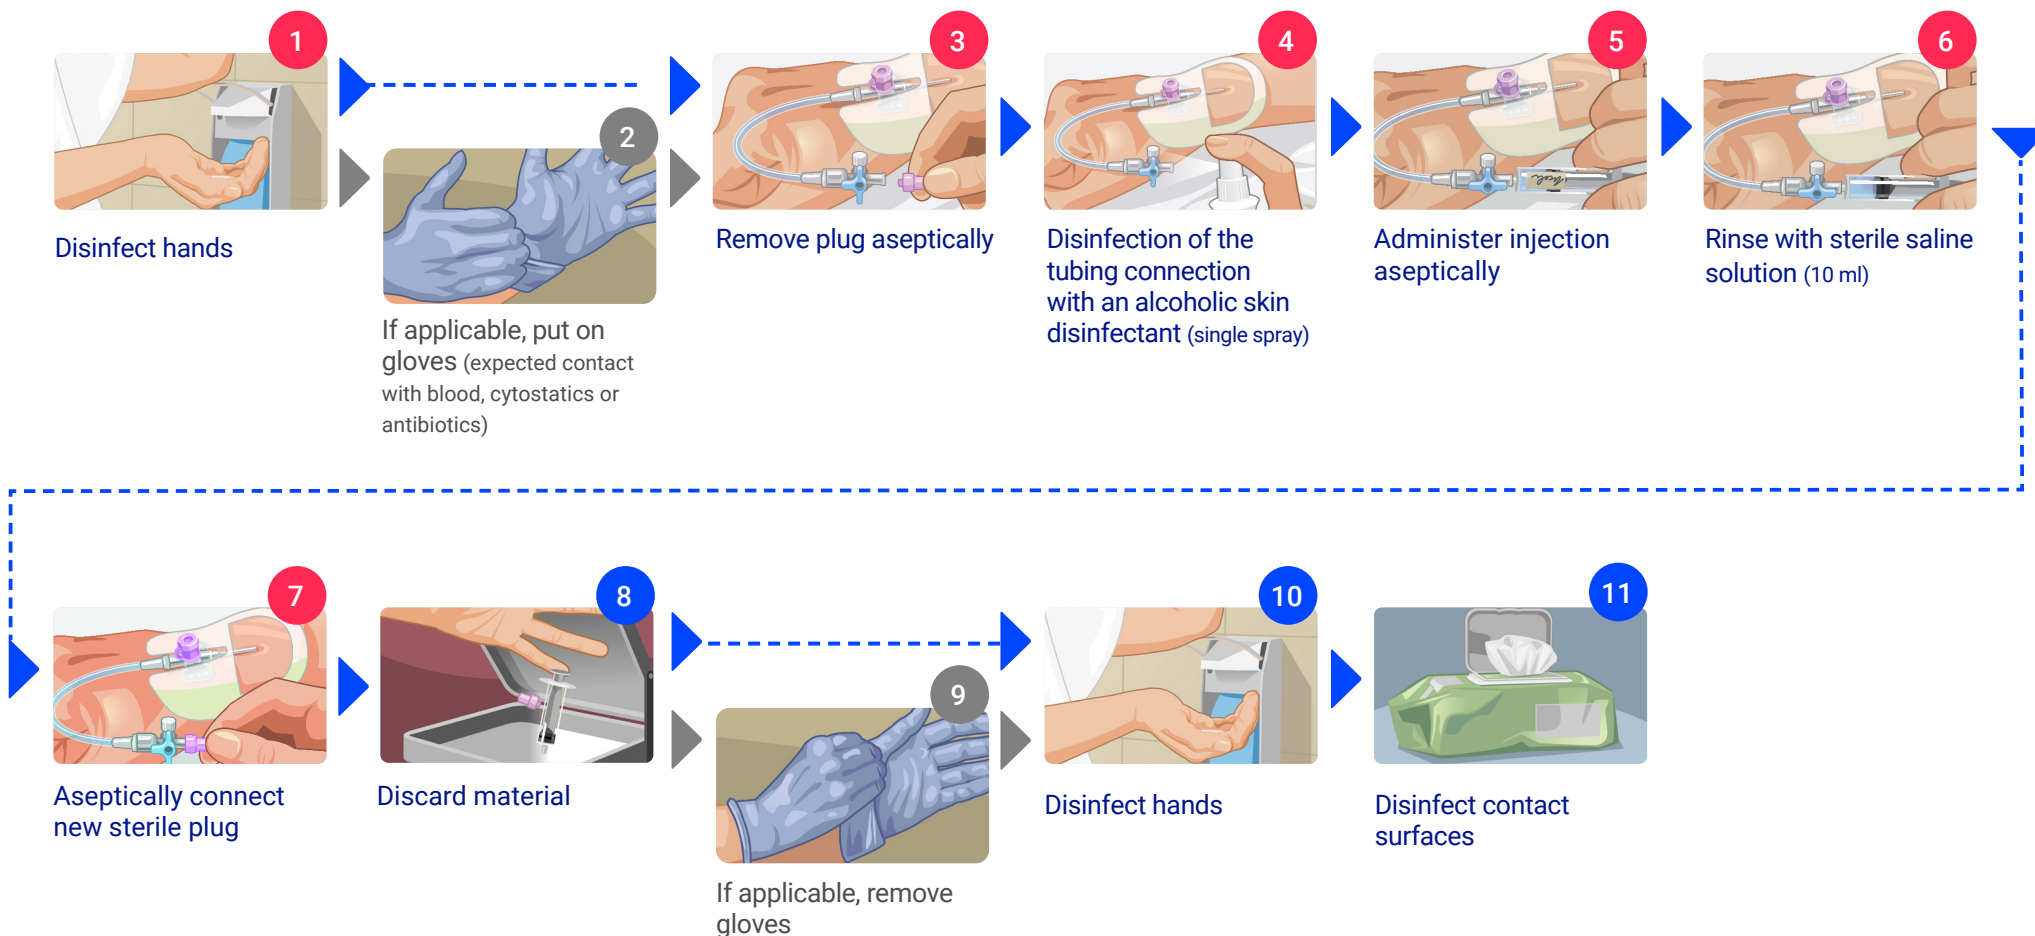 1
Disinfect hands
2
If applicable, put on
gloves (expected contact
with blood, cytostatics or
antibiotics)
3
Remove plug aseptically
4
Disinfection of the
tubing connection
with an alcoholic skin
disinfectant (single spray)
5
Administer injection
aseptically
6
Rinse with sterile saline
solution (10 ml)
7
Aseptically connect
new sterile plug
8
Discard material
9
If applicable, remove
gloves
10
Disinfect hands
11
Disinfect contact
surfaces